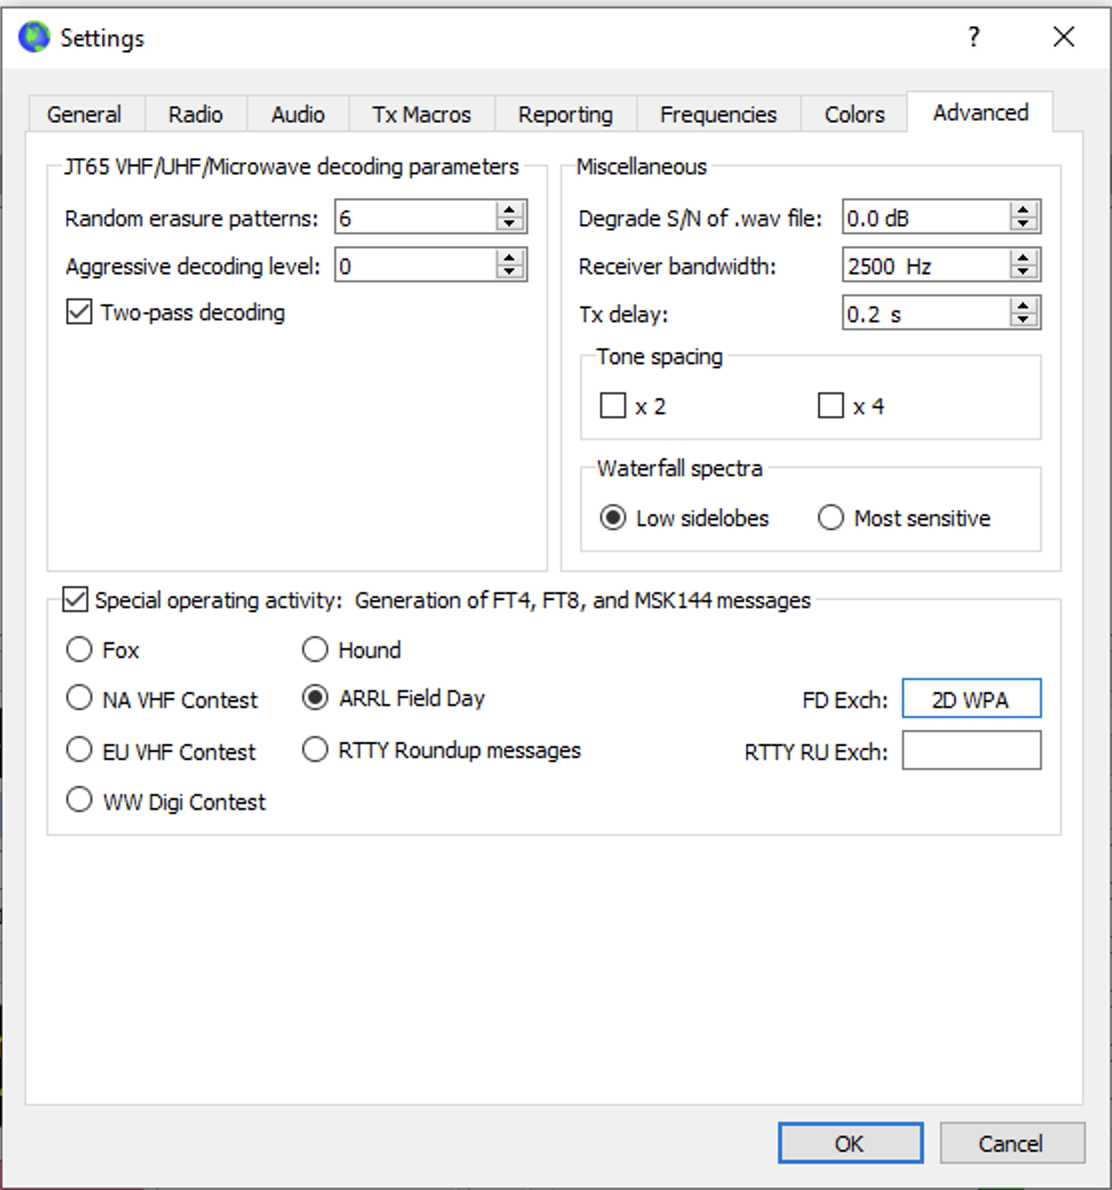 Settings
?
General Radio Audio Tx Macros Reporting Frequencies Colors Advanced
JT65 VHF/UHF/Microwave decoding parameters
Random erasure patterns: 6
Aggressive decoding level: 0
Two-pass decoding
Miscellaneous
Degrade S/N of .wav file: 0.0 dB
Receiver bandwidth: 2500 Hz
Tx delay: 0.2 s
Tone spacing
x 2 x 4
Waterfall spectra
Low sidelobes Most sensitive
Special operating activity: Generation of FT4, FT8, and MSK144 messages
Fox Hound
NA VHF Contest ARRL Field Day FD Exch: 2D WPA
EU VHF Contest RTTY Roundup messages RTTY RU Exch:
WW Digi Contest
OK Cancel